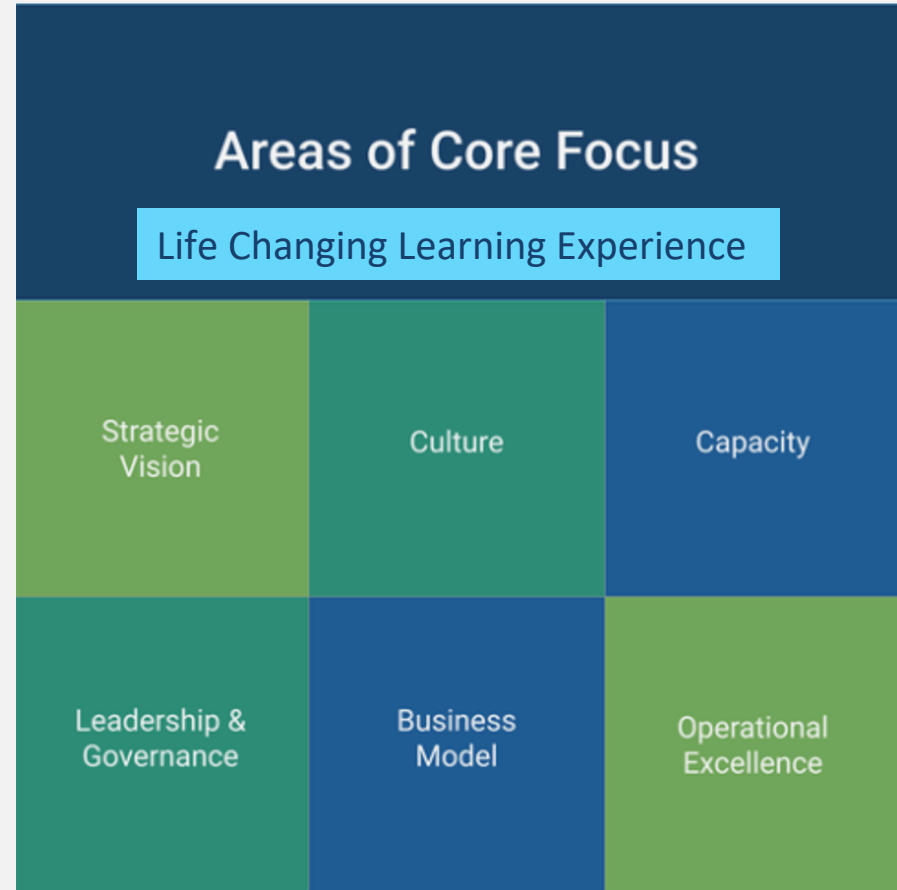 Areas of Core Focus
Life Changing Learning Experience
Strategic
Vision
Culture
Capacity
Leadership &
Governance
Business
Model
Operational
Excellence